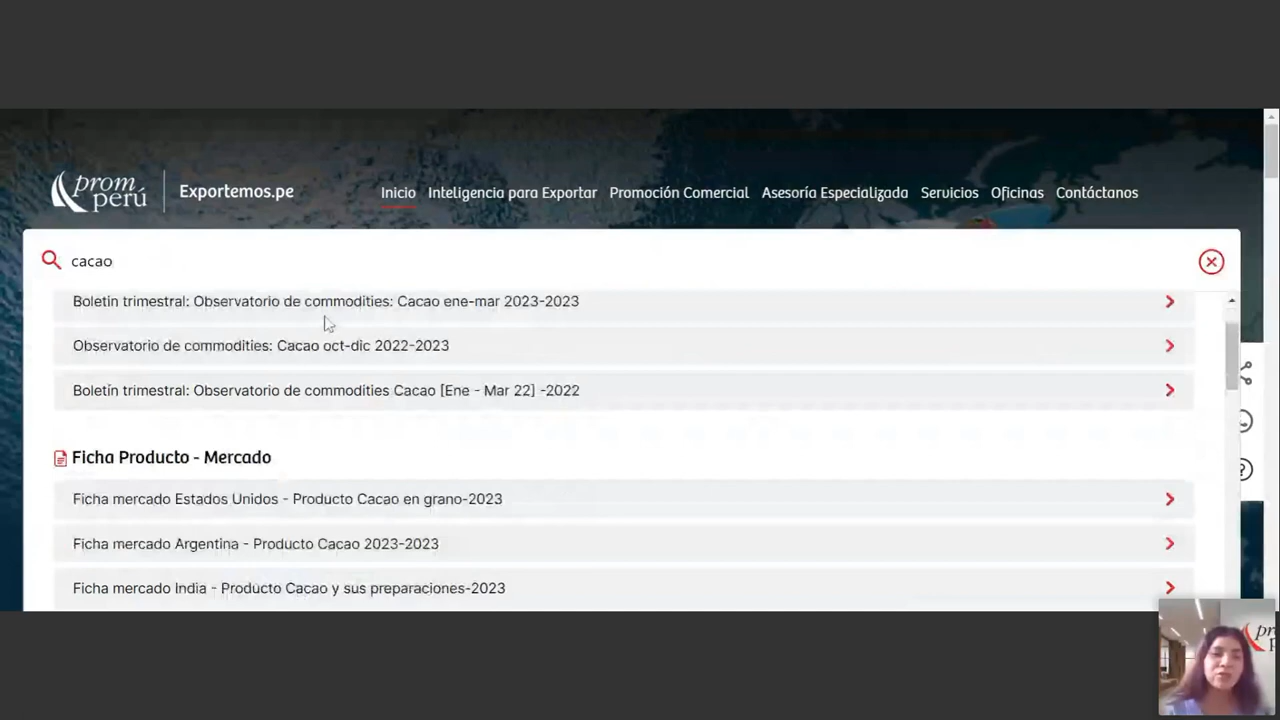 prom
perú
Exportemos.pe
Inicio Inteligencia para Exportar Promoción Comercial Asesoría Especializada Servicios Oficinas Contáctanos
cacao
Boletín trimestral: Observatorio de commodities: Cacao ene-mar 2023-2023
Observatorio de commodities: Cacao oct-dic 2022-2023
Boletín trimestral: Observatorio de commodities Cacao [Ene - Mar 22] -2022
Ficha Producto - Mercado
Ficha mercado Estados Unidos - Producto Cacao en grano-2023
Ficha mercado Argentina - Producto Cacao 2023-2023
Ficha mercado India - Producto Cacao y sus preparaciones-2023
pro
p